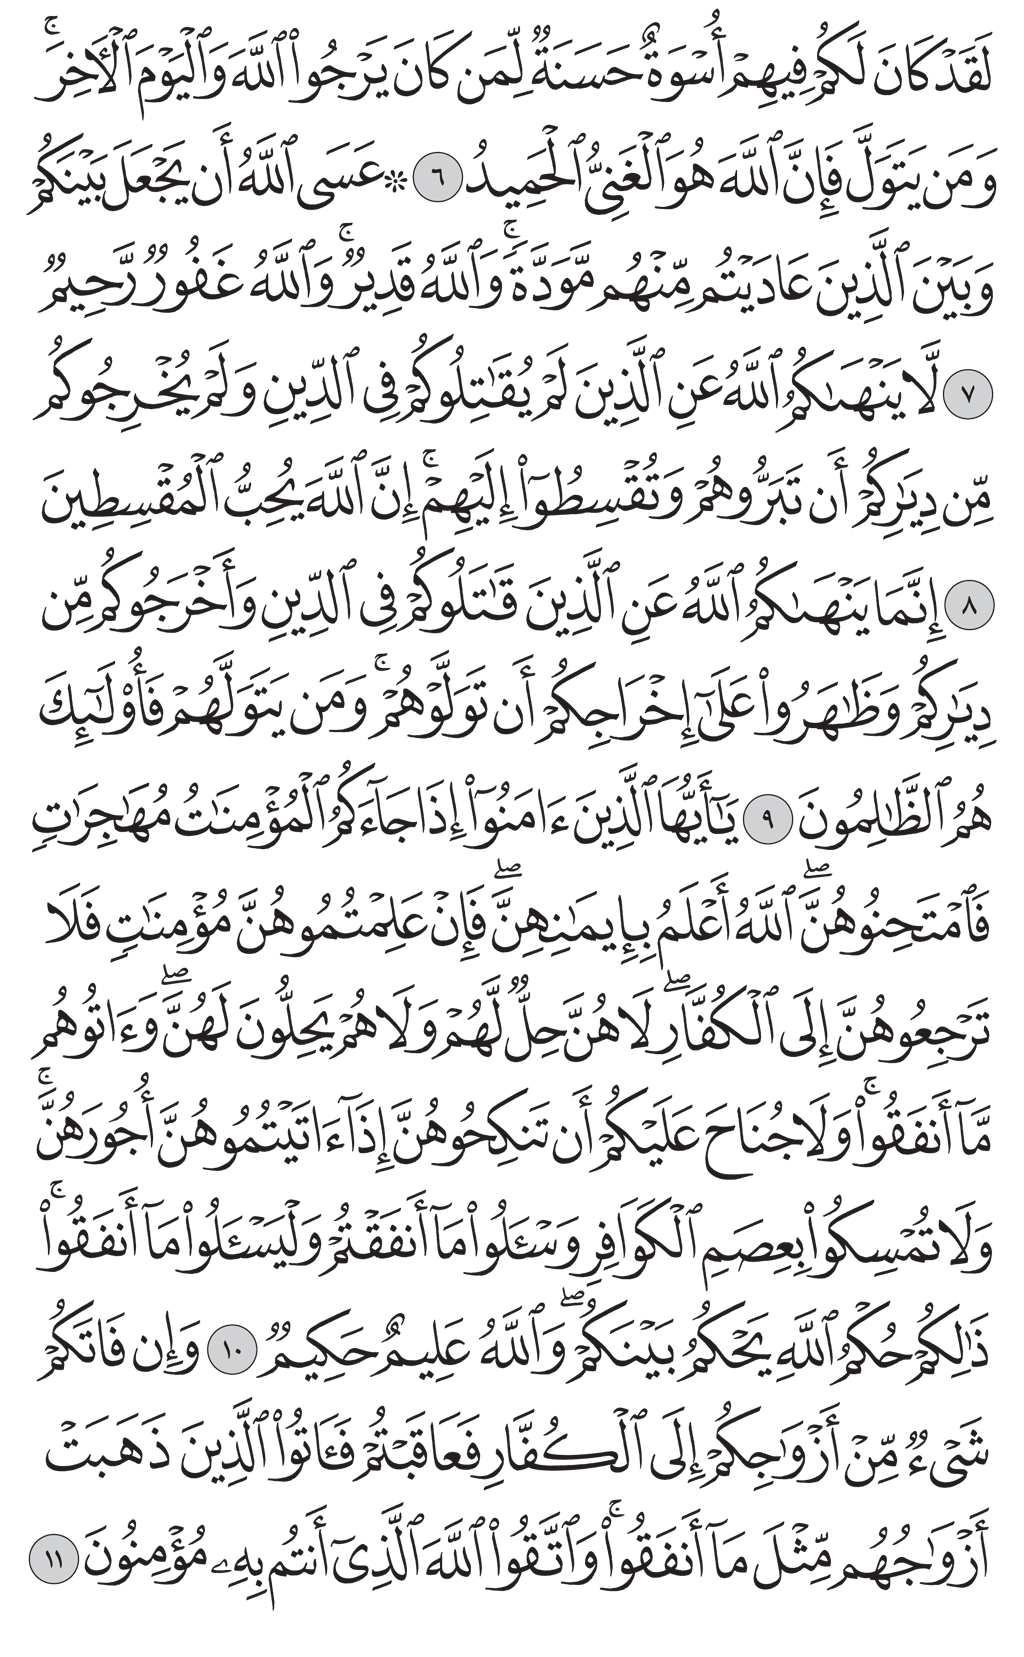 لَقَدۡ كَانَ لَكُمۡ فِيهِمۡ أُسۡوَةٌ حَسَنَةٞ لِّمَن كَانَ يَرۡجُواْ ٱللَّهَ وَٱلۡيَوۡمَ ٱلۡأٓخِرَۚ
وَمَن يَتَوَلَّ فَإِنَّ ٱللَّهَ هُوَ ٱلۡغَنِيُّ ٱلۡحَمِيدُ ٦ ۞ عَسَى ٱللَّهُ أَن يَجۡعَلَ بَيۡنَكُمۡ
وَبَيۡنَ ٱلَّذِينَ عَادَيۡتُم مِّنۡهُم مَّوَدَّةٗۚ وَٱللَّهُ قَدِيرٞۚ وَٱللَّهُ غَفُورٞ رَّحِيمٞ
٧ لَّا يَنۡهَىٰكُمُ ٱللَّهُ عَنِ ٱلَّذِينَ لَمۡ يُقَٰتِلُوكُمۡ فِي ٱلدِّينِ وَلَمۡ يُخۡرِجُوكُم
مِّن دِيَٰرِكُمۡ أَن تَبَرُّوهُمۡ وَتُقۡسِطُوٓاْ إِلَيۡهِمۡۚ إِنَّ ٱللَّهَ يُحِبُّ ٱلۡمُقۡسِطِينَ
٨ إِنَّمَا يَنۡهَىٰكُمُ ٱللَّهُ عَنِ ٱلَّذِينَ قَٰتَلُوكُمۡ فِي ٱلدِّينِ وَأَخۡرَجُوكُم مِّن
دِيَٰرِكُمۡ وَظَٰهَرُواْ عَلَىٰٓ إِخۡرَاجِكُمۡ أَن تَوَلَّوۡهُمۡۚ وَمَن يَتَوَلَّهُمۡ فَأُوْلَٰٓئِكَ
هُمُ ٱلظَّٰلِمُونَ ٩ يَٰٓأَيُّهَا ٱلَّذِينَ ءَامَنُوٓاْ إِذَا جَآءَكُمُ ٱلۡمُؤۡمِنَٰتُ مُهَٰجِرَٰتٖ
فَٱمۡتَحِنُوهُنَّۖ ٱللَّهُ أَعۡلَمُ بِإِيمَٰنِهِنَّۖ فَإِنۡ عَلِمۡتُمُوهُنَّ مُؤۡمِنَٰتٖ فَلَا
تَرۡجِعُوهُنَّ إِلَى ٱلۡكُفَّارِۖ لَا هُنَّ حِلّٞ لَّهُمۡ وَلَا هُمۡ يَحِلُّونَ لَهُنَّۖ وَءَاتُوهُم
مَّآ أَنفَقُواْۚ وَلَا جُنَاحَ عَلَيۡكُمۡ أَن تَنكِحُوهُنَّ إِذَآ ءَاتَيۡتُمُوهُنَّ أُجُورَهُنَّۚ
وَلَا تُمۡسِكُواْ بِعِصَمِ ٱلۡكَوَافِرِ وَسۡـَٔلُواْ مَآ أَنفَقۡتُمۡ وَلۡيَسۡـَٔلُواْ مَآ أَنفَقُواْۚ
ذَٰلِكُمۡ حُكۡمُ ٱللَّهِ يَحۡكُمُ بَيۡنَكُمۡۖ وَٱللَّهُ عَلِيمٌ حَكِيمٞ ١٠ وَإِن فَاتَكُمۡ
شَيۡءٞ مِّنۡ أَزۡوَٰجِكُمۡ إِلَى ٱلۡكُفَّارِ فَعَاقَبۡتُمۡ فَـَٔاتُواْ ٱلَّذِينَ ذَهَبَتۡ
أَزۡوَٰجُهُم مِّثۡلَ مَآ أَنفَقُواْۚ وَٱتَّقُواْ ٱللَّهَ ٱلَّذِيٓ أَنتُم بِهِۦ مُؤۡمِنُونَ ١١